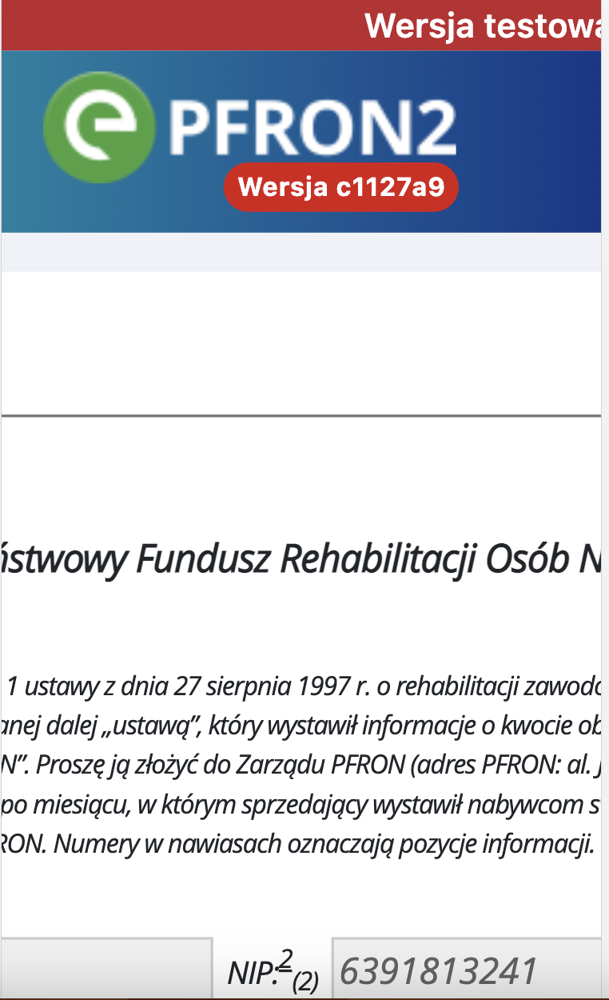 Wersja testowa
PFRON2
Wersja c1127a9
ństwowy Fundusz Rehabilitacji Osób N
1 ustawy z dnia 27 sierpnia 1997 r. o rehabilitacji zawodo
anej dalej „ustawą”, który wystawił informacje o kwocie ob
N”. Proszę ją złożyć do Zarządu PFRON (adres PFRON: al. J
po miesiącu, w którym sprzedający wystawił nabywcom s
RON. Numery w nawiasach oznaczają pozycje informacji.
NIP:2(2) 6391813241